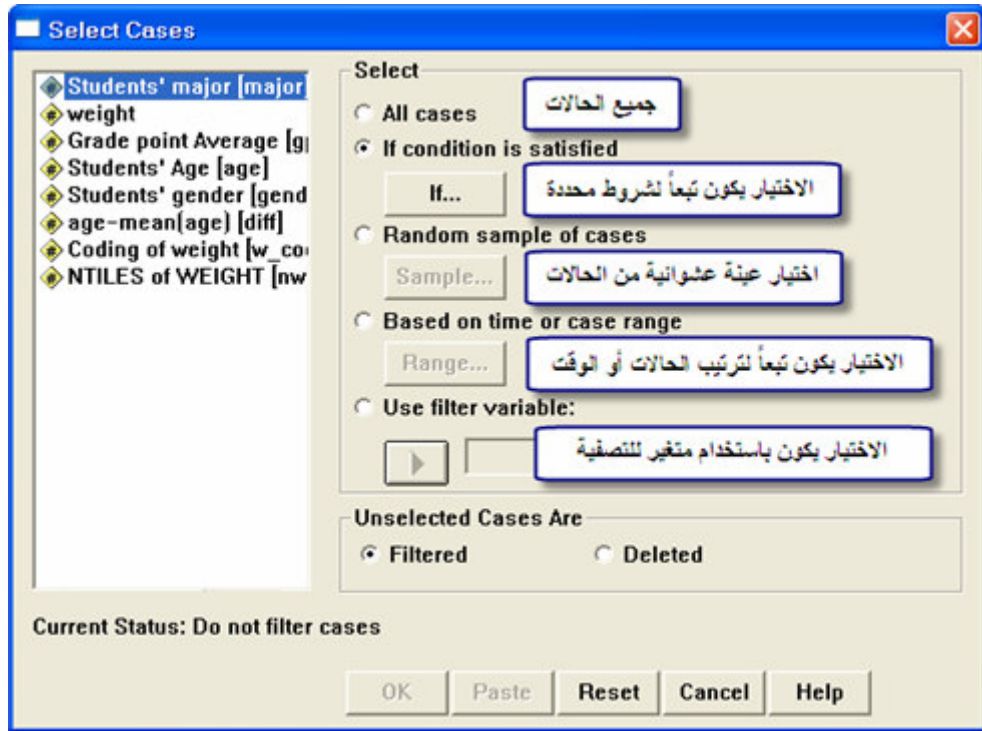 Select Cases
Students' major [major]
weight
Grade point Average [g
Students' Age [age]
Students' gender [gend
age-mean(age) [diff]
Coding of weight [w_co
NTILES of WEIGHT [nw
Select
All cases
جميع الحالات
If condition is satisfied
If...
الاختيار يكون تبعاً لشروط محددة
Random sample of cases
Sample...
اختيار عينة عشوائية من الحالات
Based on time or case range
Range...
الاختيار يكون تبعاً لترتيب الحالات أو الوقت
Use filter variable:
الاختيار يكون باستخدام متغير للتصفية
Unselected Cases Are
Filtered
Deleted
Current Status: Do not filter cases
OK
Paste
Reset
Cancel
Help